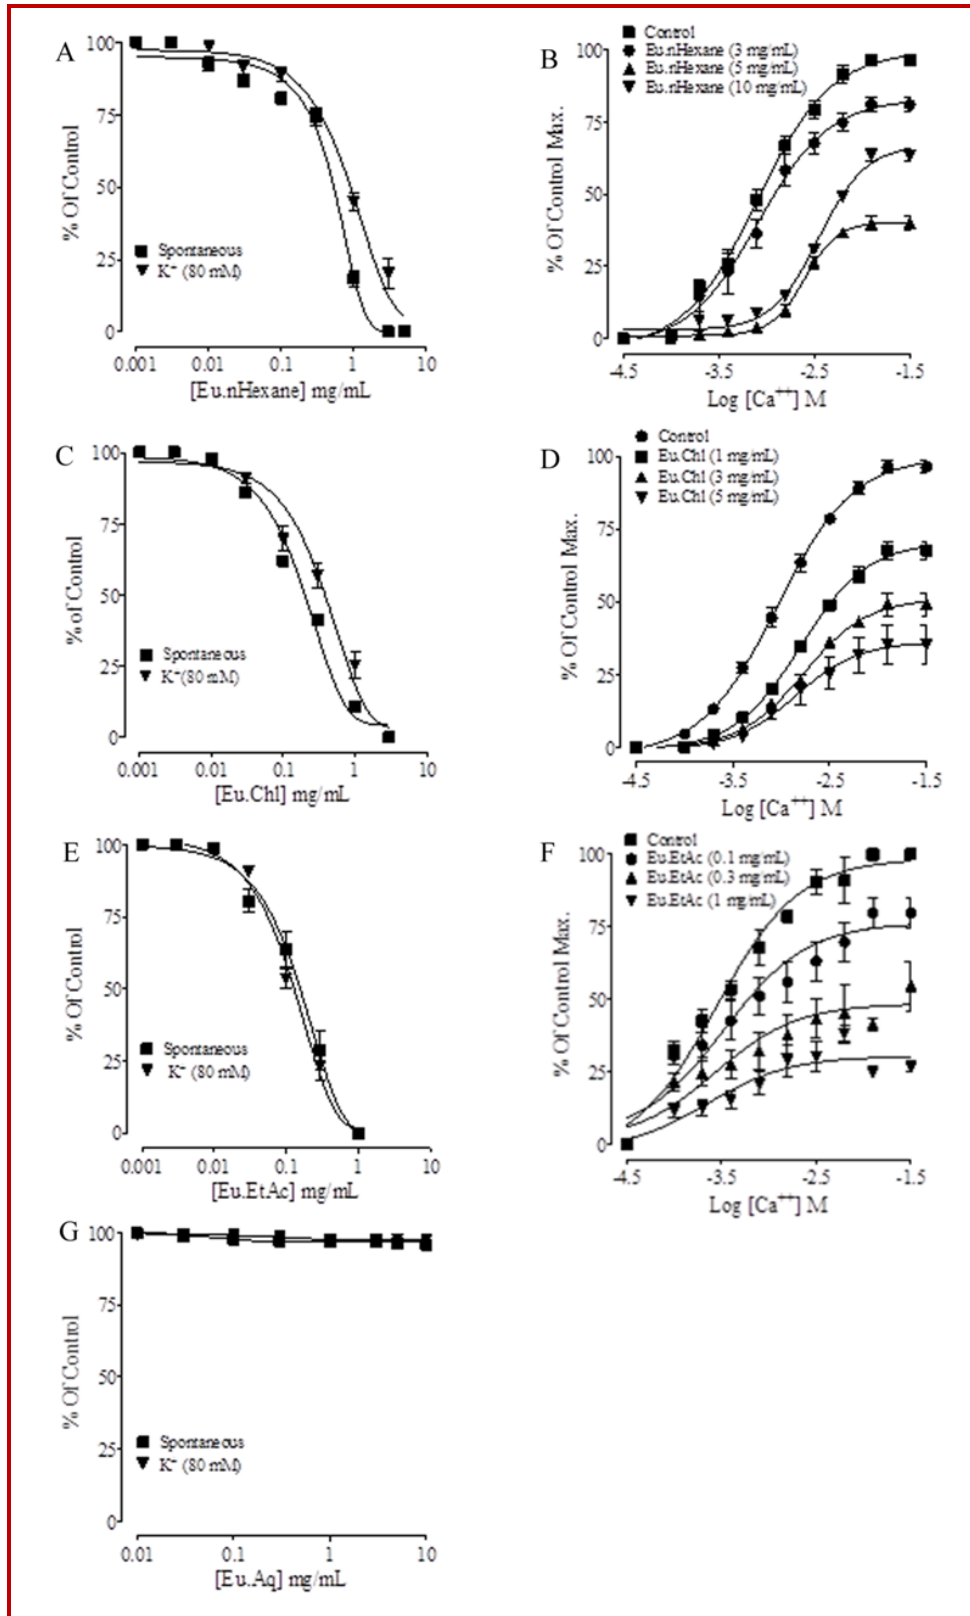 A
100
75
50
25
0
% Of Control
Spontaneous
K⁺ (80 mM)
0.001 0.01 0.1 1 10
[Eu.nHexane] mg/mL
B
Control
Eu.nHexane (3 mg/mL)
Eu.nHexane (5 mg/mL)
Eu.nHexane (10 mg/mL)
100
75
50
25
0
% Of Control Max.
-4.5 -3.5 -2.5 -1.5
Log [Ca⁺⁺] M
C
100
75
50
25
0
% of Control
Spontaneous
K⁺(80 mM)
0.001 0.01 0.1 1 10
[Eu.Chl] mg/mL
D
Control
Eu.Chl (1 mg/mL)
Eu.Chl (3 mg/mL)
Eu.Chl (5 mg/mL)
100
75
50
25
0
% Of Control Max.
-4.5 -3.5 -2.5 -1.5
Log [Ca⁺⁺] M
E
100
75
50
25
0
% Of Control
Spontaneous
K⁺ (80 mM)
0.001 0.01 0.1 1 10
[Eu.EtAc] mg/mL
F
Control
Eu.EtAc (0.1 mg/mL)
Eu.EtAc (0.3 mg/mL)
Eu.EtAc (1 mg/mL)
100
75
50
25
0
% Of Control Max.
-4.5 -3.5 -2.5 -1.5
Log [Ca⁺⁺] M
G
100
75
50
25
0
% Of Control
Spontaneous
K⁺ (80 mM)
0.01 0.1 1 10
[Eu.Aq] mg/mL